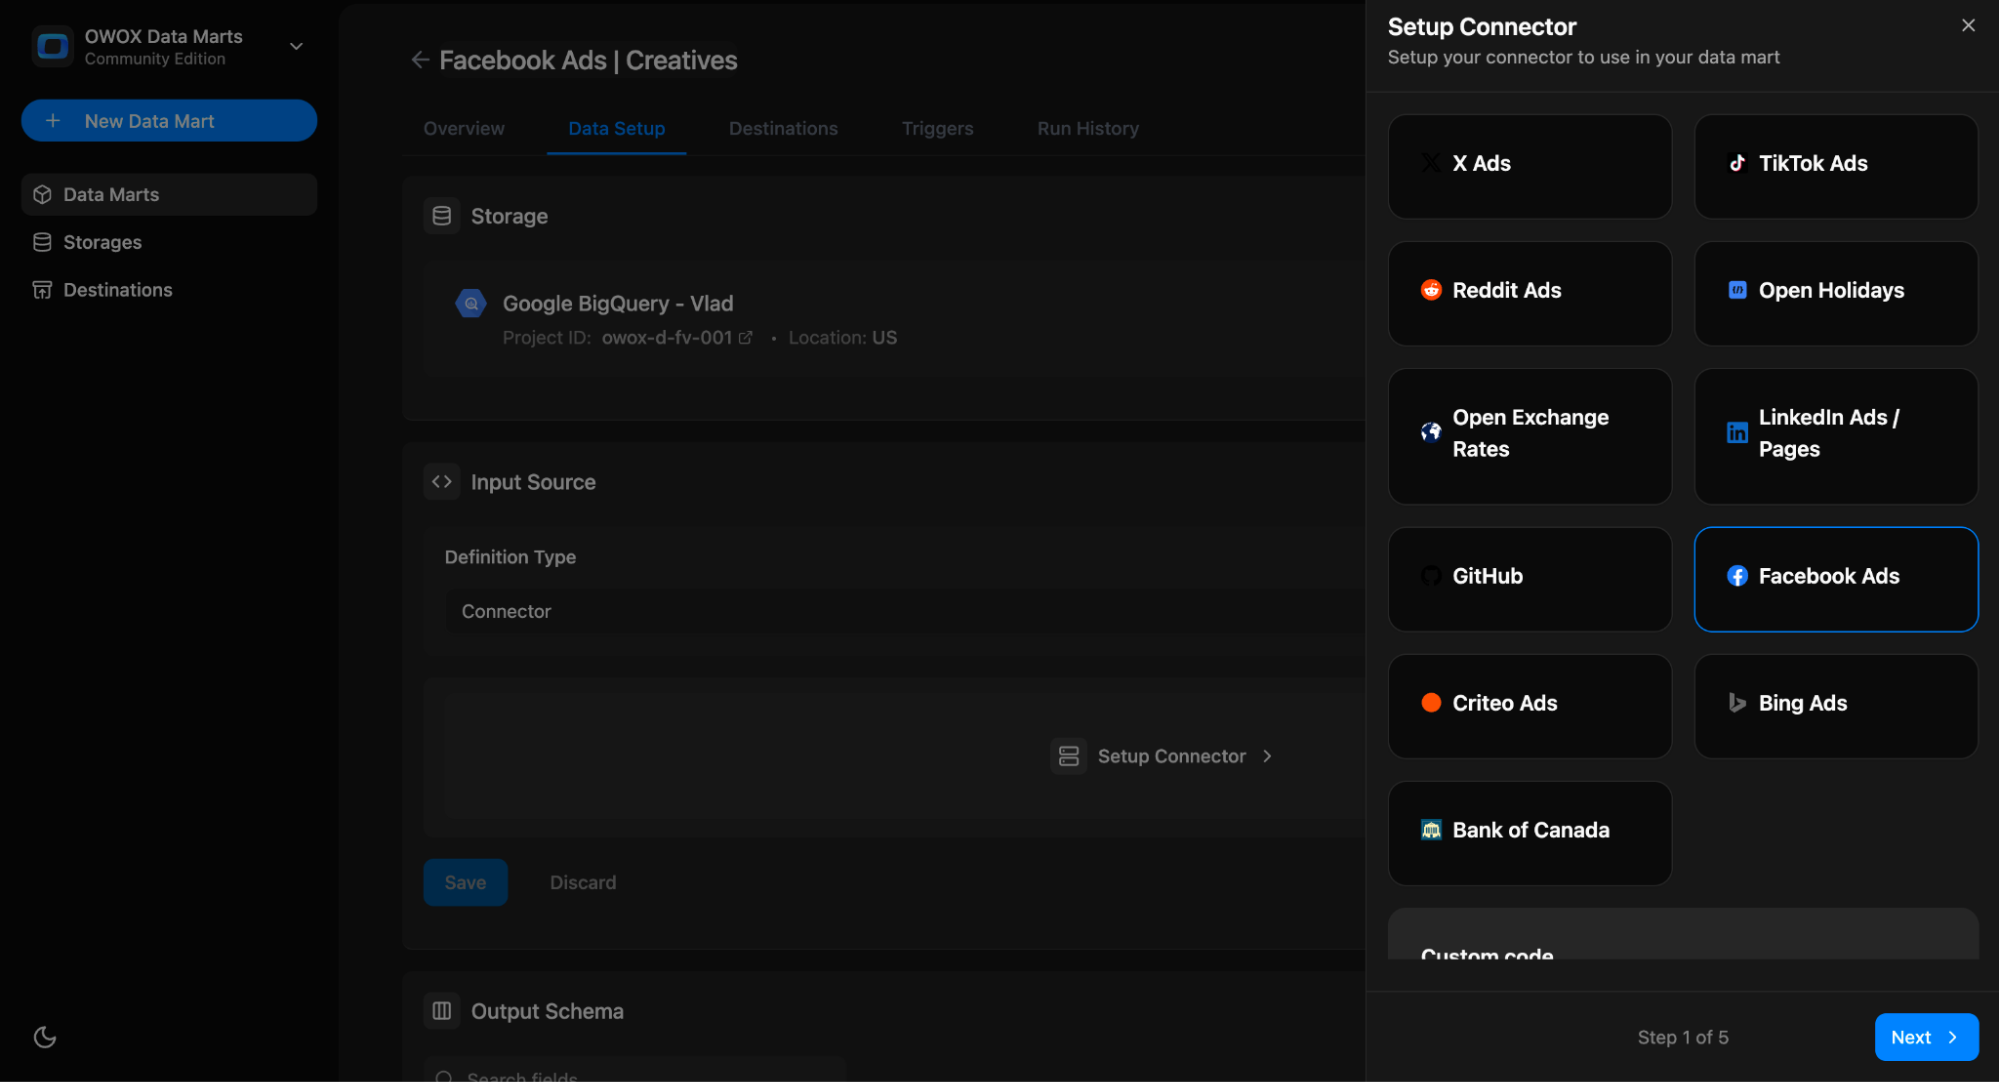 OWOX Data Marts
Community Edition
New Data Mart
Data Marts
Storages
Destinations
Facebook Ads | Creatives
Overview
Data Setup
Destinations
Triggers
Run History
Storage
Google BigQuery - Vlad
Project ID: owox-d-fv-001 • Location: US
Input Source
Definition Type
Connector
Setup Connector
Save
Discard
Output Schema
Search fields
Setup Connector
Setup your connector to use in your data mart
X Ads
TikTok Ads
Reddit Ads
Open Holidays
Open Exchange
Rates
LinkedIn Ads /
Pages
GitHub
Facebook Ads
Criteo Ads
Bing Ads
Bank of Canada
Custom code
Step 1 of 5
Next